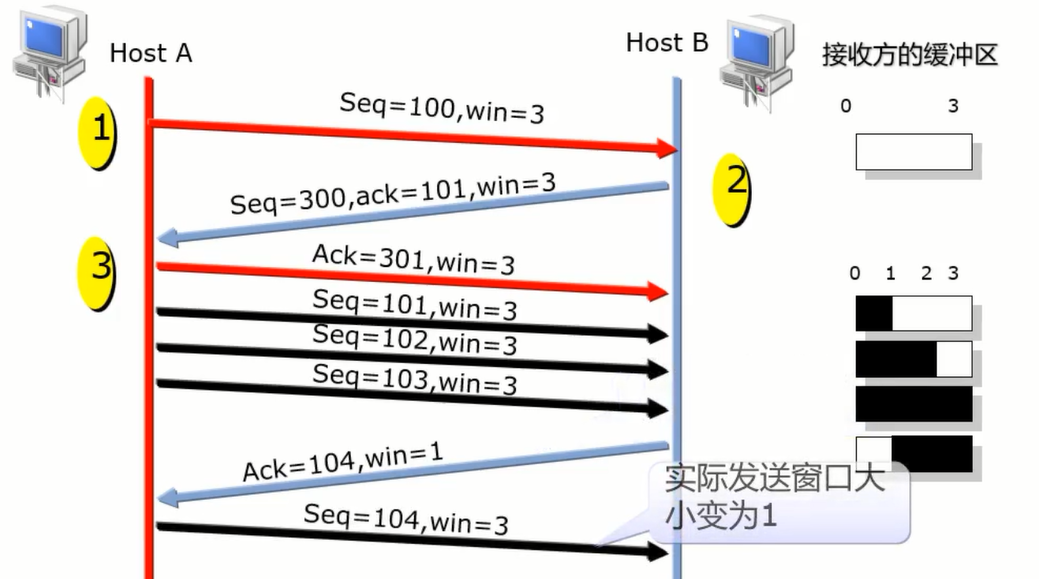 Host A
Host B
接收方的缓冲区
0 3
1
Seq=100,win=3
2
Seq=300,ack=101,win=3
3
Ack=301,win=3
0 1 2 3
Seq=101,win=3
Seq=102,win=3
Seq=103,win=3
Ack=104,win=1
实际发送窗口大
小变为1
Seq=104,win=3